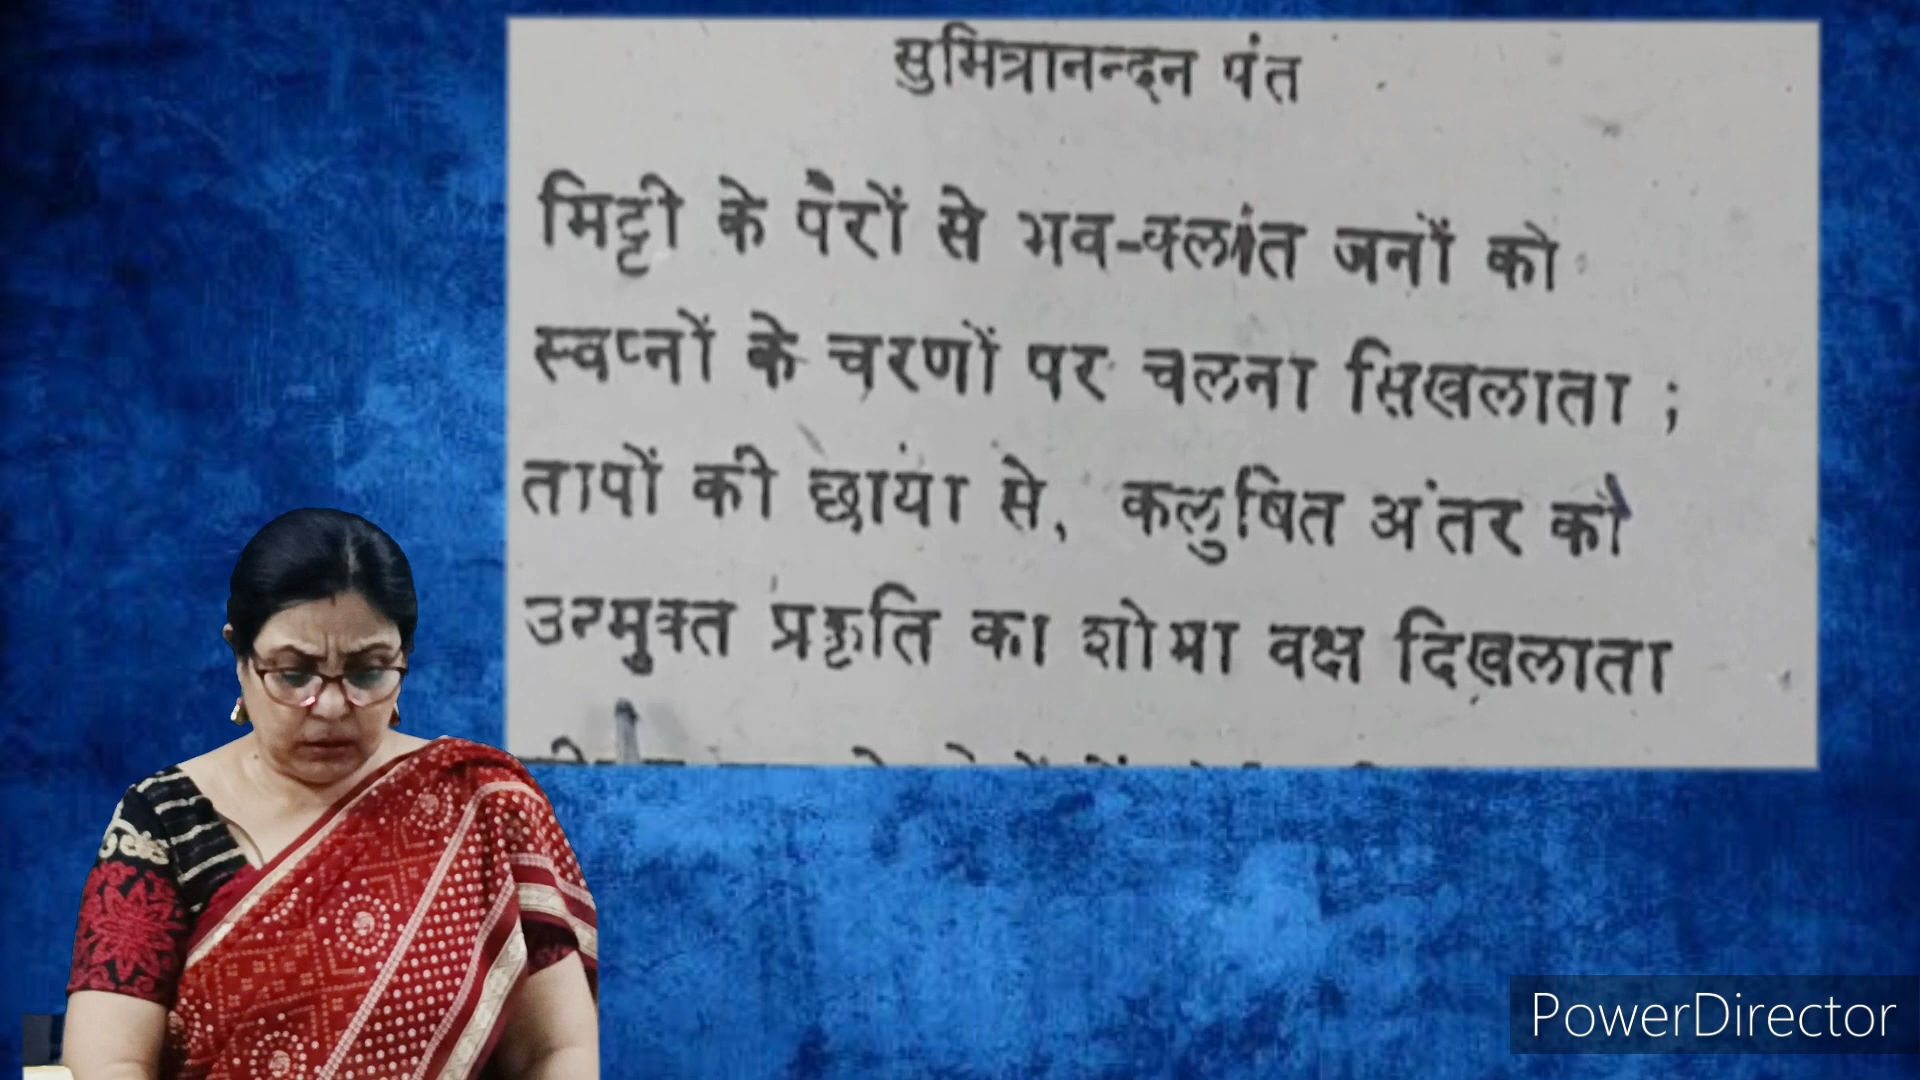 सुमित्रानन्दन पंत
मिट्टी के पैरों से भव-क्लांत जनों को
स्वप्नों के चरणों पर चलना सिखलाता ;
तापों की छाया से, कलुषित अंतर को
उन्मुक्त प्रकृति का शोभा वक्ष दिखलाता
PowerDirector